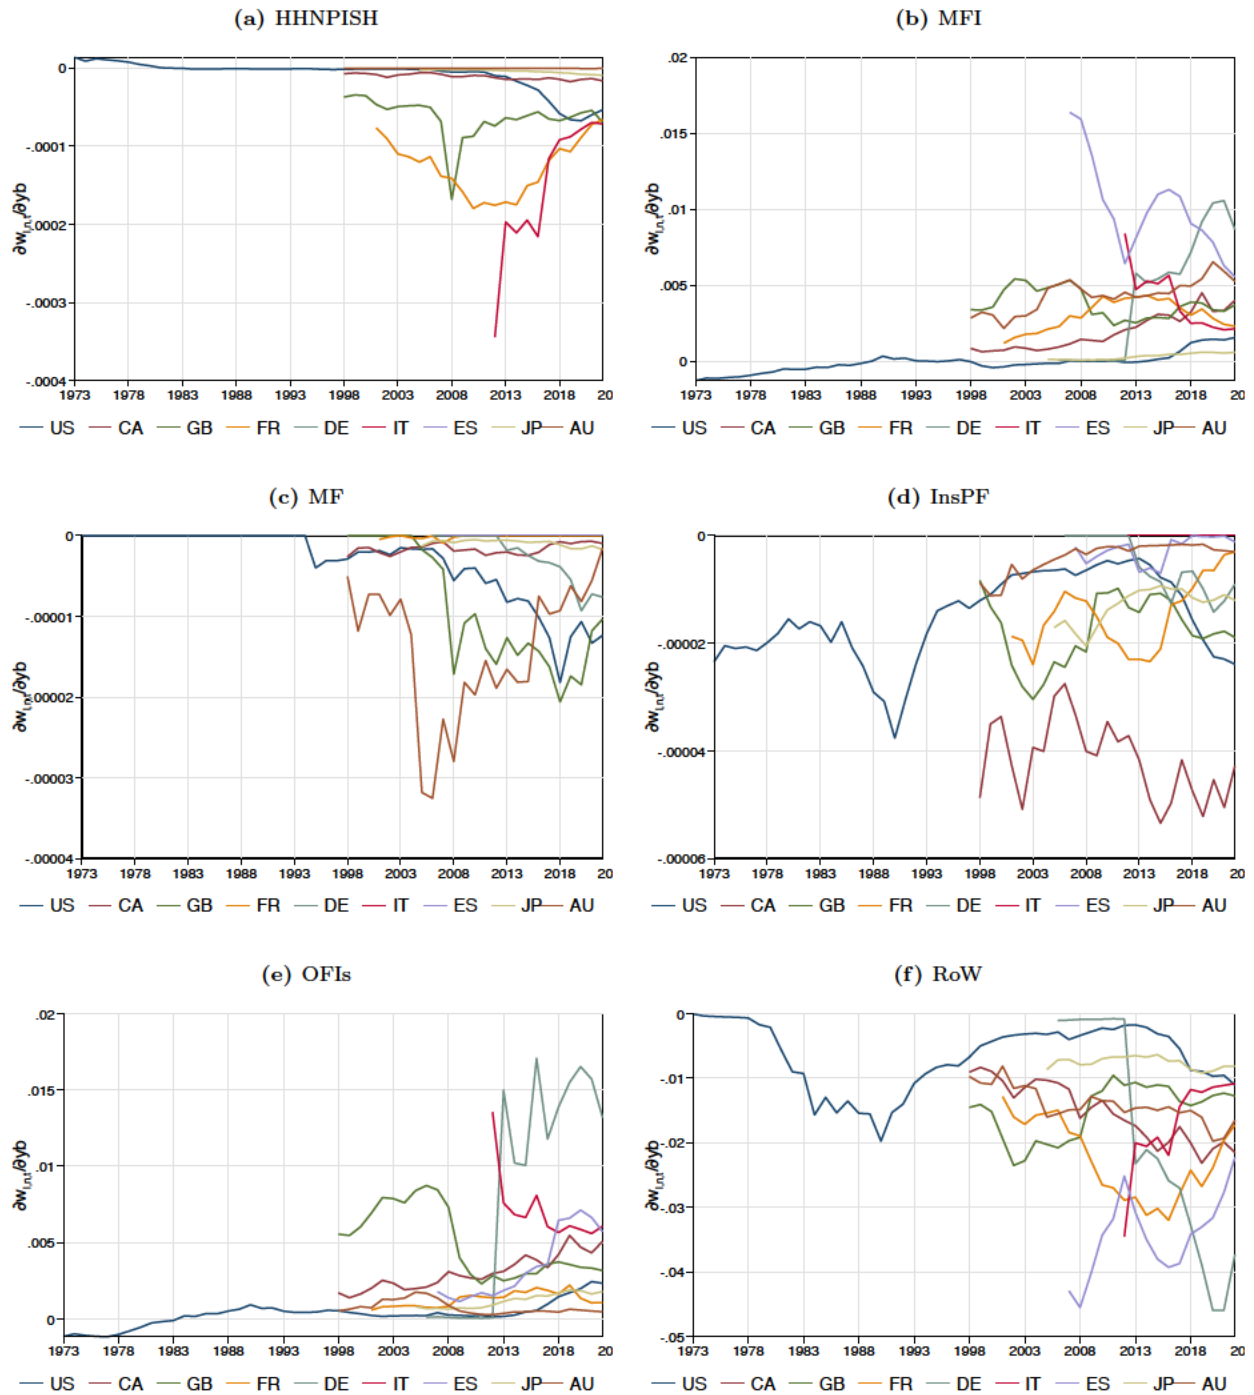 (a) HHNPISH
0
-.0001
-.0002
-.0003
-.0004
∂w_{i,n,t}/∂yb
1973 1978 1983 1988 1993 1998 2003 2008 2013 2018 20
US CA GB FR DE IT ES JP AU
(b) MFI
.02
.015
.01
.005
0
∂w_{i,n,t}/∂yb
1973 1978 1983 1988 1993 1998 2003 2008 2013 2018 20
US CA GB FR DE IT ES JP AU
(c) MF
0
-.00001
-.00002
-.00003
-.00004
∂w_{i,n,t}/∂yb
1973 1978 1983 1988 1993 1998 2003 2008 2013 2018 20
US CA GB FR DE IT ES JP AU
(d) InsPF
0
-.00002
-.00004
-.00006
∂w_{i,n,t}/∂yb
1973 1978 1983 1988 1993 1998 2003 2008 2013 2018 20
US CA GB FR DE IT ES JP AU
(e) OFIs
.02
.015
.01
.005
0
∂w_{i,n,t}/∂yb
1973 1978 1983 1988 1993 1998 2003 2008 2013 2018 20
US CA GB FR DE IT ES JP AU
(f) RoW
0
-.01
-.02
-.03
-.04
-.05
∂w_{i,n,t}/∂yb
1973 1978 1983 1988 1993 1998 2003 2008 2013 2018 20
US CA GB FR DE IT ES JP AU